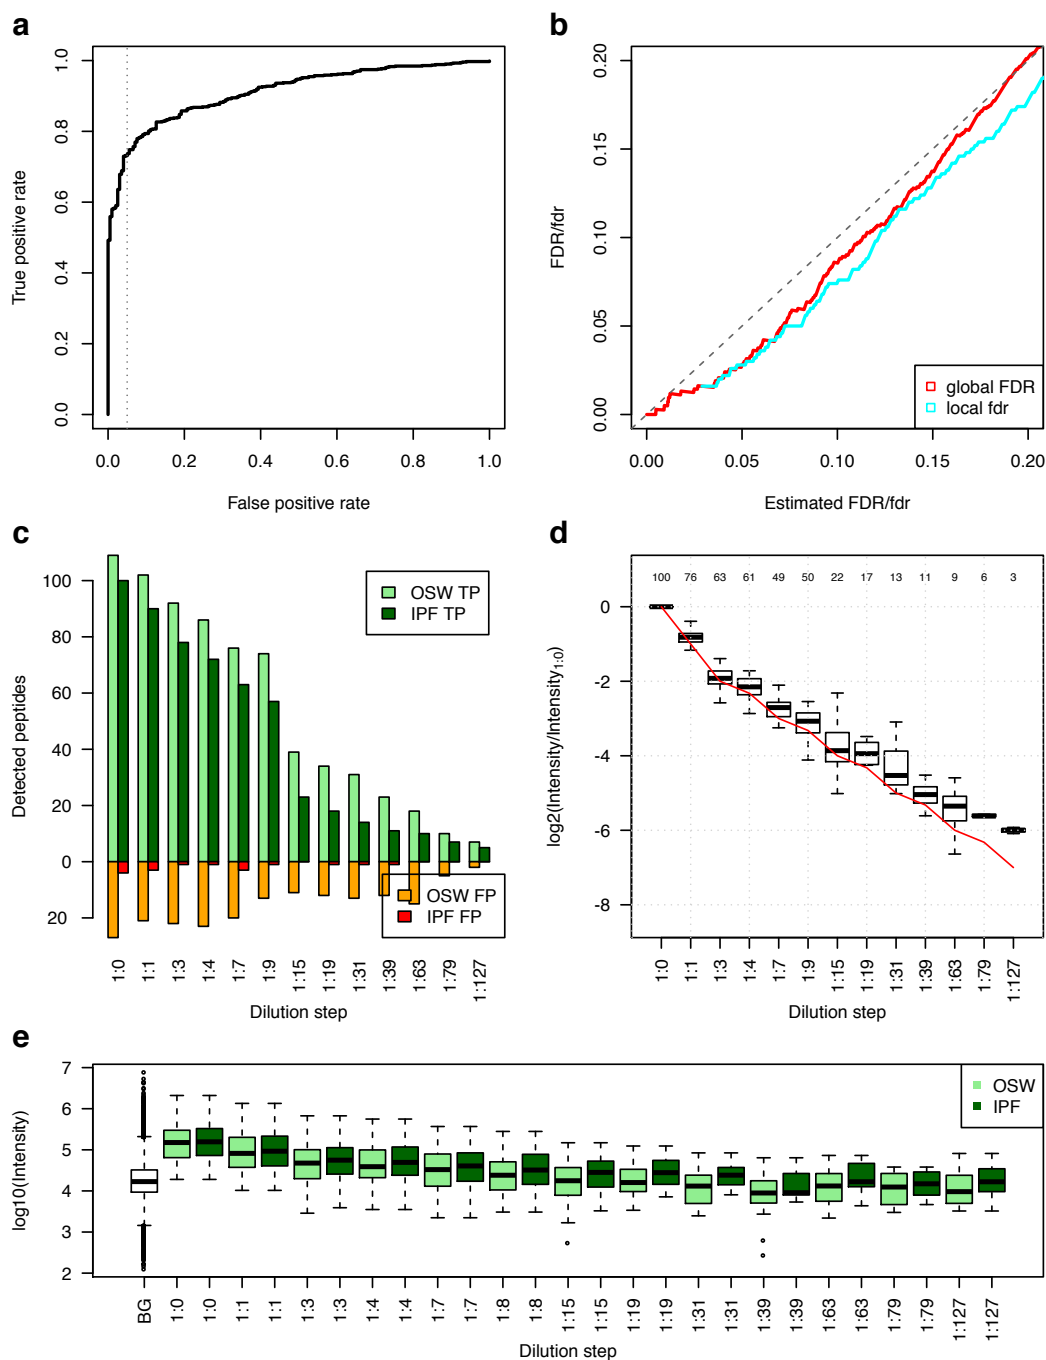 a
True positive rate
0.0 0.2 0.4 0.6 0.8 1.0
0.0 0.2 0.4 0.6 0.8 1.0
False positive rate
b
FDR/fdr
0.00 0.05 0.10 0.15 0.20
global FDR
local fdr
0.00 0.05 0.10 0.15 0.20
Estimated FDR/fdr
c
Detected peptides
100
80
60
40
20
0
20
OSW TP
IPF TP
OSW FP
IPF FP
1:0 1:1 1:3 1:4 1:7 1:9 1:15 1:19 1:31 1:39 1:63 1:79 1:127
Dilution step
d
log2(Intensity/Intensity1:0)
100 76 63 61 49 50 22 17 13 11 9 6 3
0
-2
-4
-6
-8
1:0 1:1 1:3 1:4 1:7 1:9 1:15 1:19 1:31 1:39 1:63 1:79 1:127
Dilution step
e
log10(Intensity)
7
6
5
4
3
2
OSW
IPF
BG 1:0 1:0 1:1 1:1 1:3 1:3 1:4 1:4 1:7 1:7 1:8 1:8 1:15 1:15 1:19 1:19 1:31 1:31 1:39 1:39 1:63 1:63 1:79 1:79 1:127 1:127
Dilution step